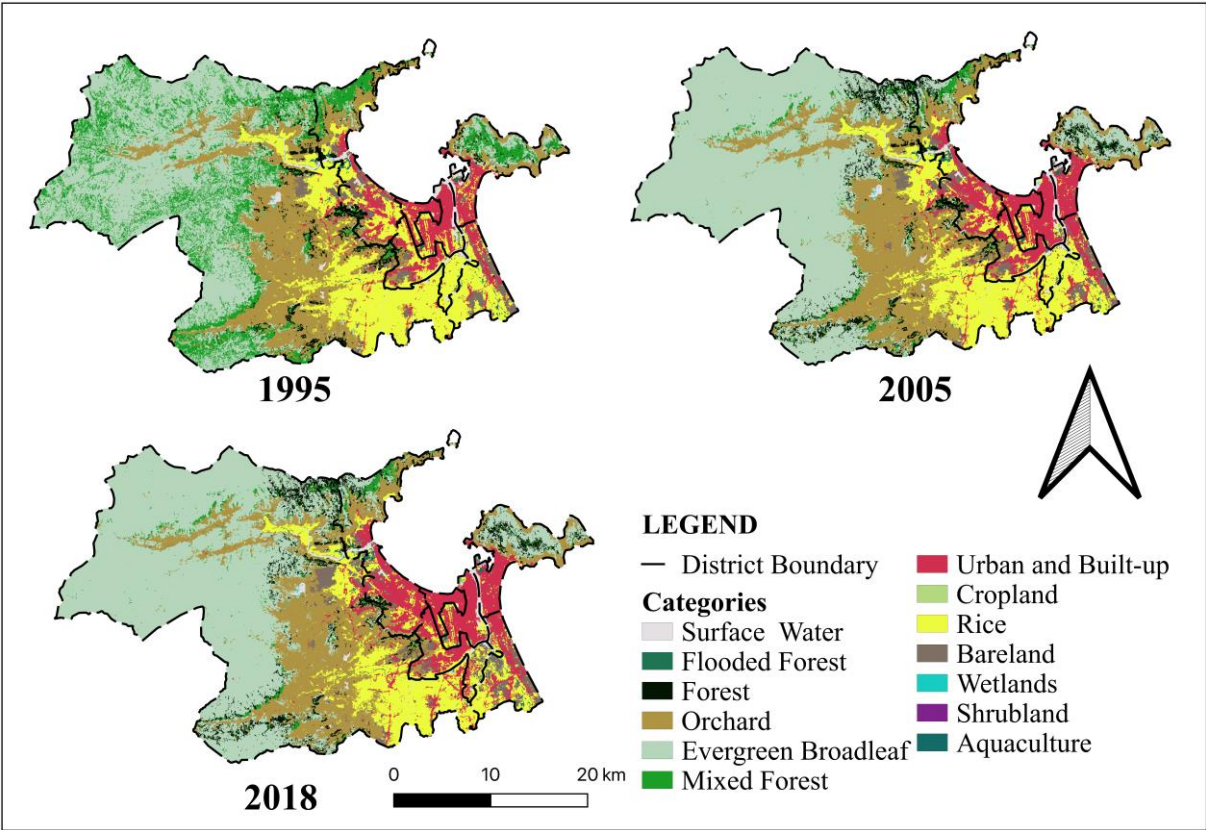 1995
2005
2018
0 10 20 km
LEGEND
District Boundary
Categories
Surface Water
Flooded Forest
Forest
Orchard
Evergreen Broadleaf
Mixed Forest
Urban and Built-up
Cropland
Rice
Bareland
Wetlands
Shrubland
Aquaculture